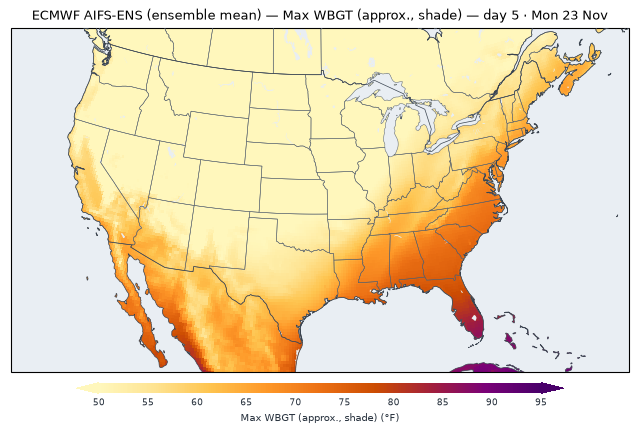 ECMWF AIFS-ENS (ensemble mean) — Max WBGT (approx., shade) — day 5 · Mon 23 Nov
50 55 60 65 70 75 80 85 90 95
Max WBGT (approx., shade) (°F)